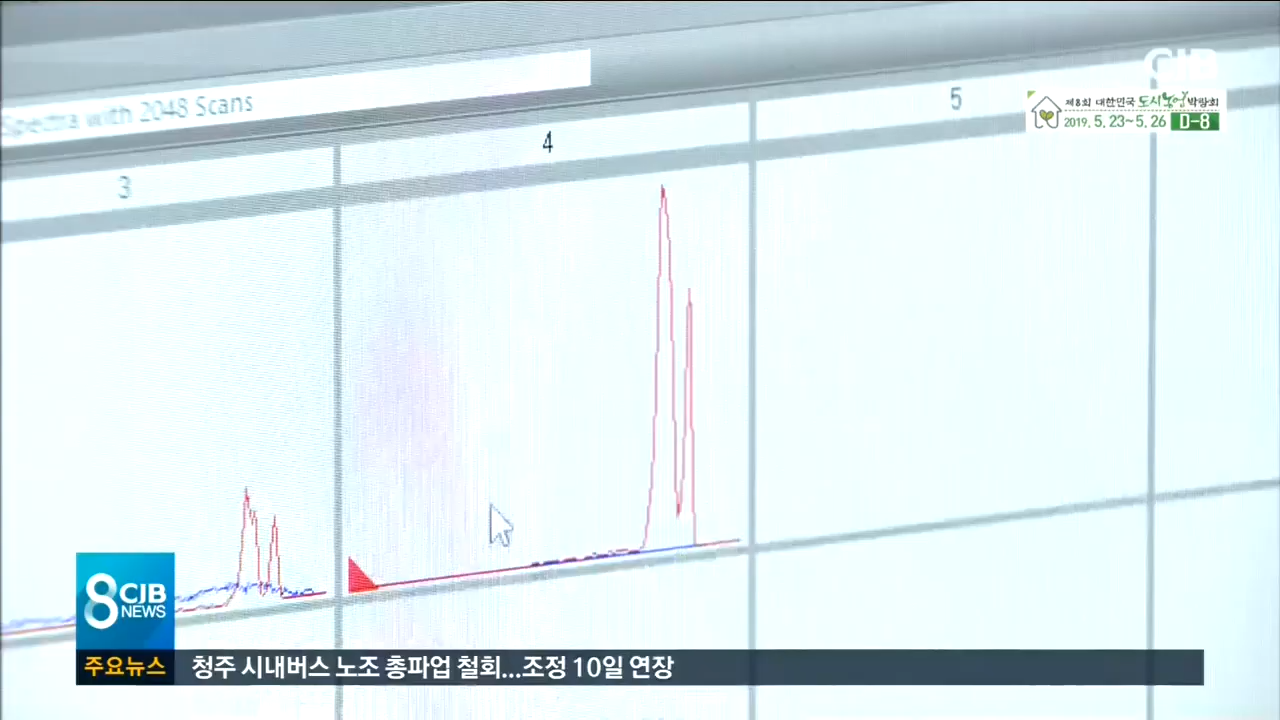 CJB
제8회 대한민국 도시농업박람회
2019. 5. 23~5. 26 D-8
Spectra with 2048 Scans
3
4
5
8 CJB
NEWS
주요뉴스 청주 시내버스 노조 총파업 철회...조정 10일 연장